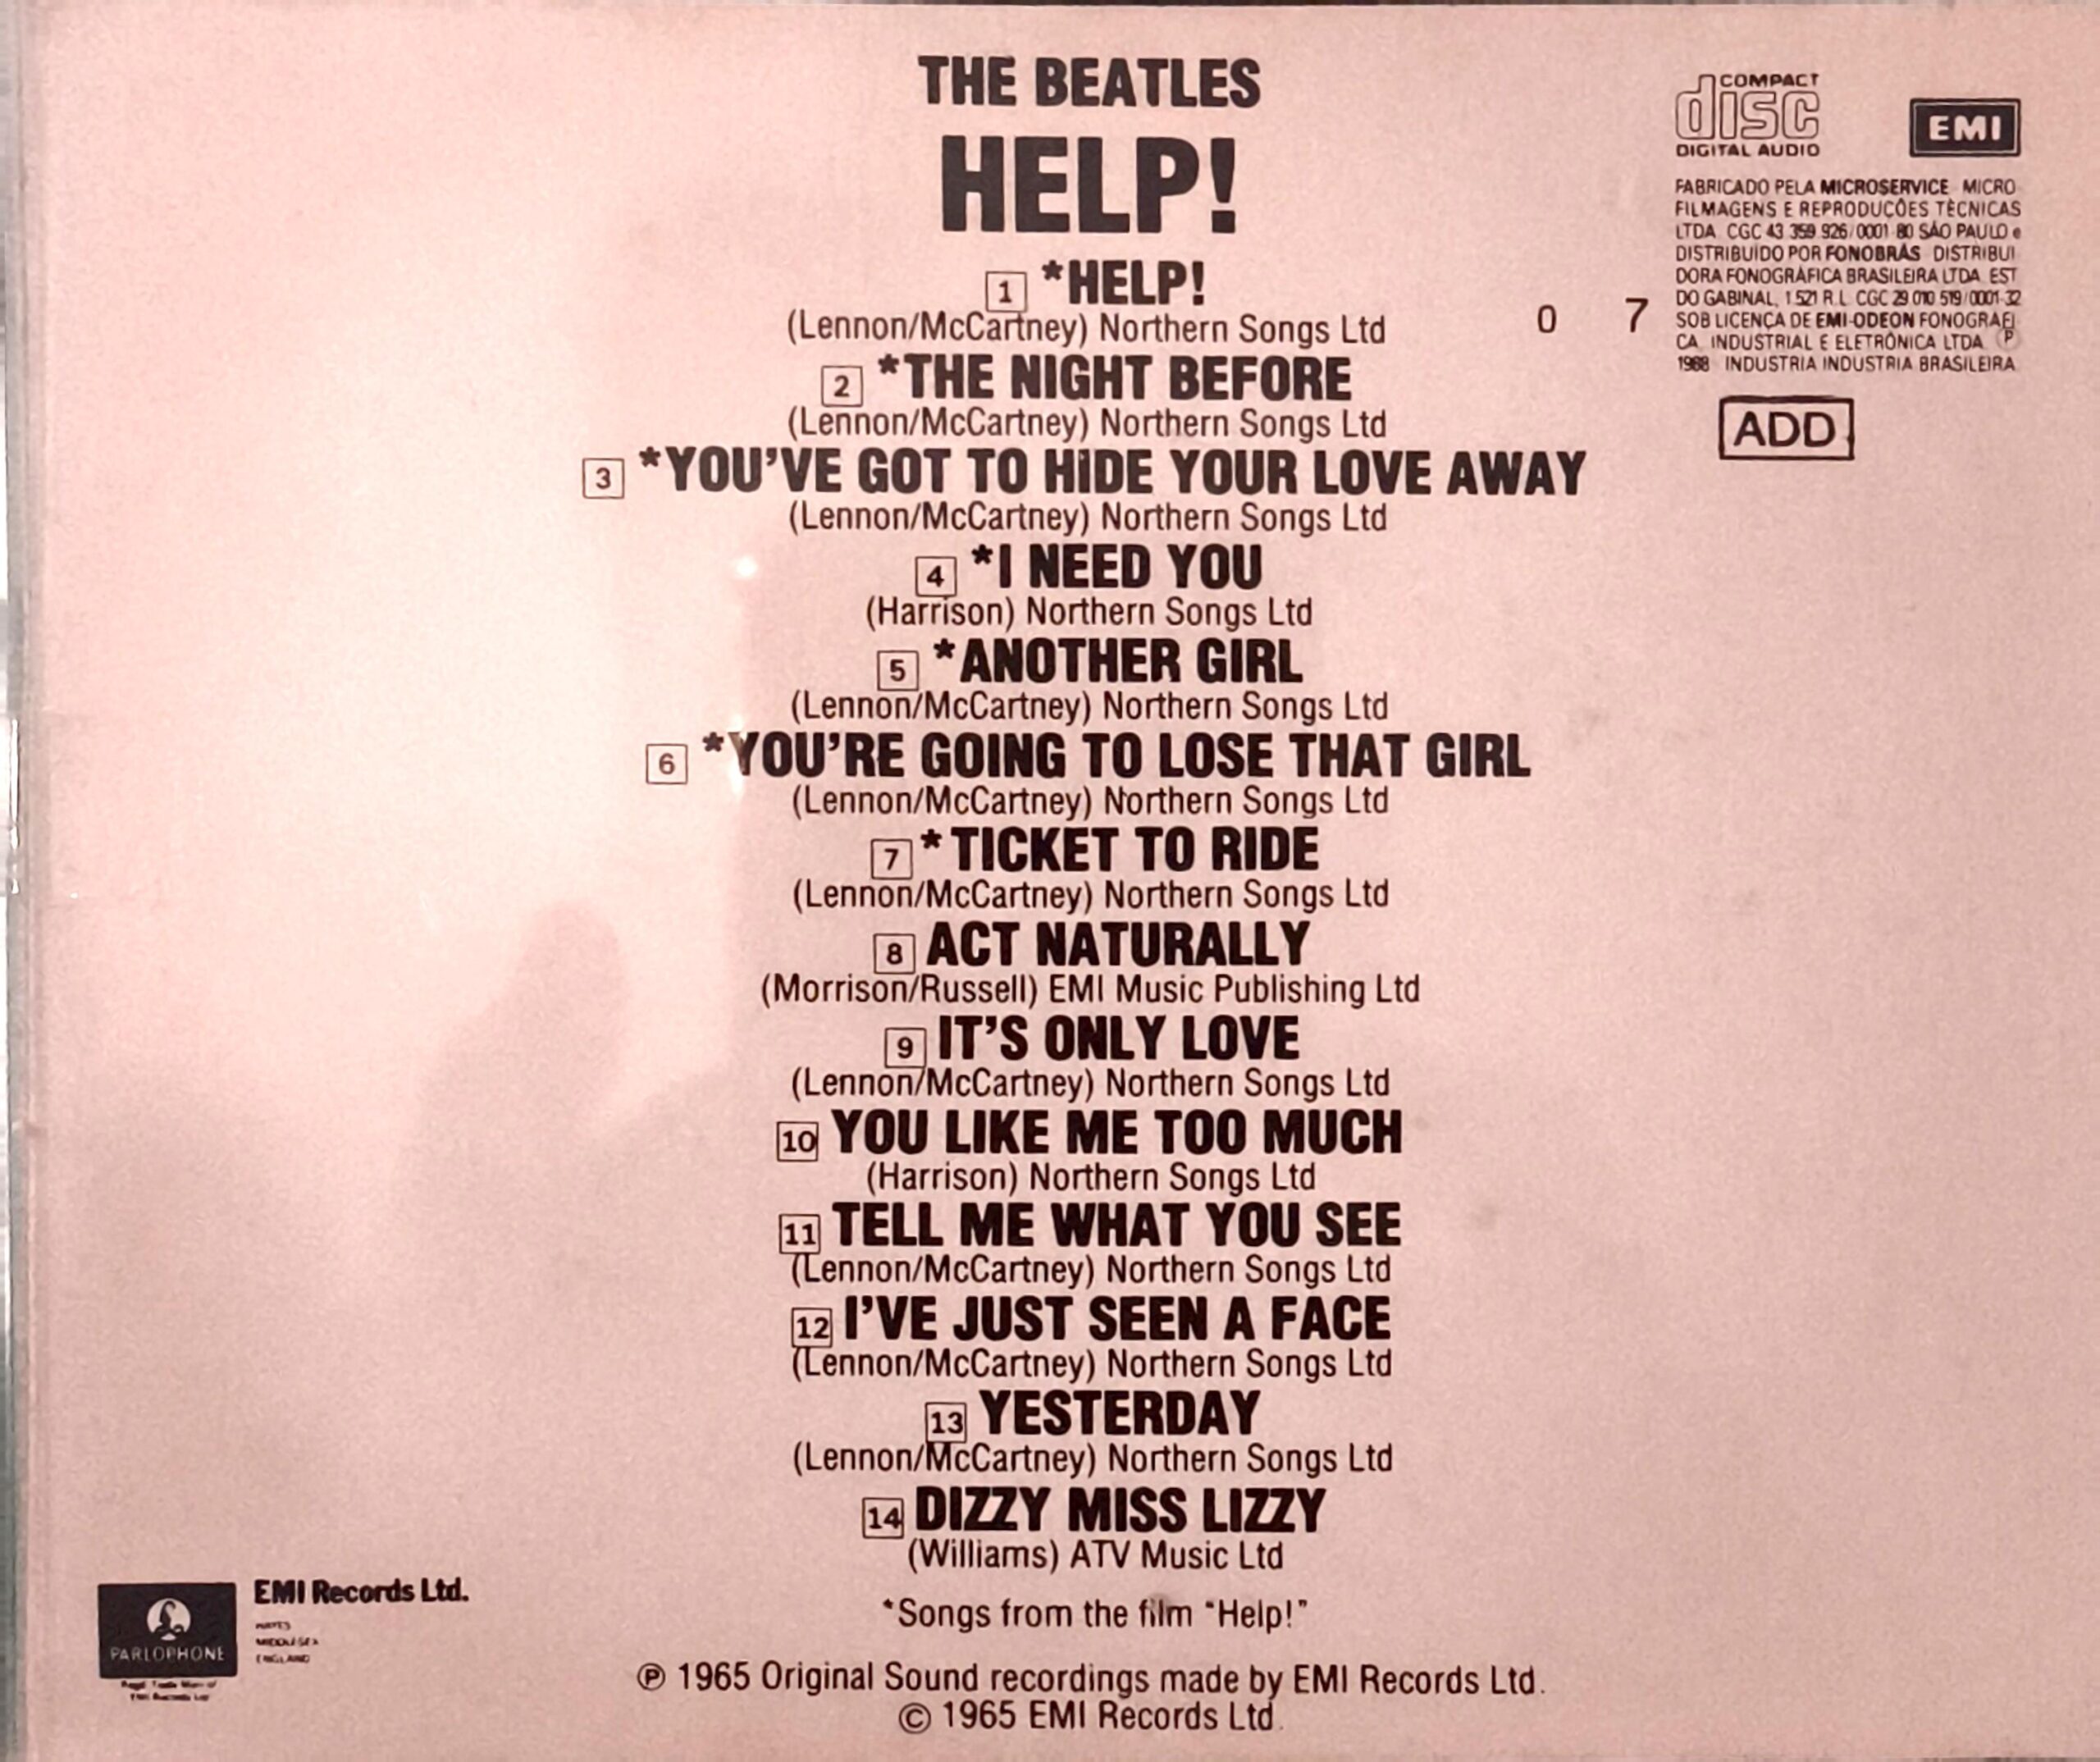 THE BEATLES
HELP!
1 *HELP!
(Lennon/McCartney) Northern Songs Ltd
2 *THE NIGHT BEFORE
(Lennon/McCartney) Northern Songs Ltd
3 *YOU'VE GOT TO HIDE YOUR LOVE AWAY
(Lennon/McCartney) Northern Songs Ltd
4 *I NEED YOU
(Harrison) Northern Songs Ltd
5 *ANOTHER GIRL
(Lennon/McCartney) Northern Songs Ltd
6 *YOU'RE GOING TO LOSE THAT GIRL
(Lennon/McCartney) Northern Songs Ltd
7 *TICKET TO RIDE
(Lennon/McCartney) Northern Songs Ltd
8 ACT NATURALLY
(Morrison/Russell) EMI Music Publishing Ltd
9 IT'S ONLY LOVE
(Lennon/McCartney) Northern Songs Ltd
10 YOU LIKE ME TOO MUCH
(Harrison) Northern Songs Ltd
11 TELL ME WHAT YOU SEE
(Lennon/McCartney) Northern Songs Ltd
12 I'VE JUST SEEN A FACE
(Lennon/McCartney) Northern Songs Ltd
13 YESTERDAY
(Lennon/McCartney) Northern Songs Ltd
14 DIZZY MISS LIZZY
(Williams) ATV Music Ltd
*Songs from the film "Help!"
℗ 1965 Original Sound recordings made by EMI Records Ltd.
© 1965 EMI Records Ltd.
COMPACT
disc
DIGITAL AUDIO
EMI
FABRICADO PELA MICROSERVICE MICRO
FILMAGENS E REPRODUÇÕES TÉCNICAS
LTDA CGC 43 359 926/0001 80 SÃO PAULO e
DISTRIBUÍDO POR FONOBRÁS DISTRIBUI
DORA FONOGRÁFICA BRASILEIRA LTDA EST
DO GABINAL, 1 521 R.L. CGC 29 010 519/0001-32
SOB LICENÇA DE EMI-ODEON FONOGRAFI
CA INDUSTRIAL E ELETRÔNICA LTDA ℗
1988 INDUSTRIA INDUSTRIA BRASILEIRA
0 7
ADD
PARLOPHONE
EMI Records Ltd.
HAYES
MIDDLESEX
ENGLAND